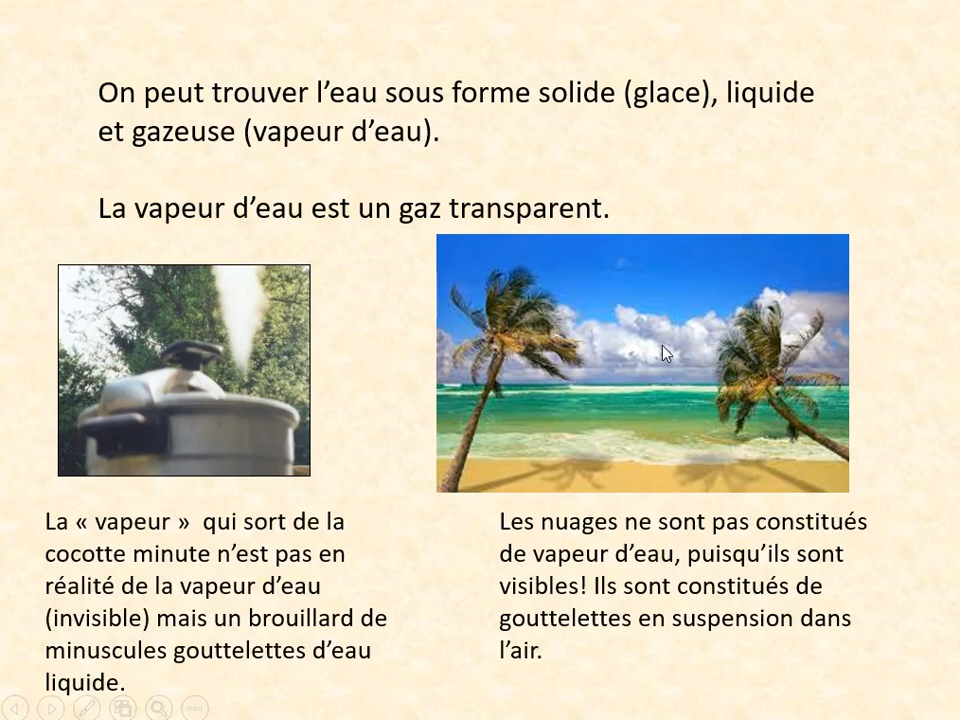 On peut trouver l’eau sous forme solide (glace), liquide
et gazeuse (vapeur d’eau).
La vapeur d’eau est un gaz transparent.
La « vapeur »  qui sort de la
cocotte minute n’est pas en
réalité de la vapeur d’eau
(invisible) mais un brouillard de
minuscules gouttelettes d’eau
liquide.
Les nuages ne sont pas constitués
de vapeur d’eau, puisqu’ils sont
visibles! Ils sont constitués de
gouttelettes en suspension dans
l’air.